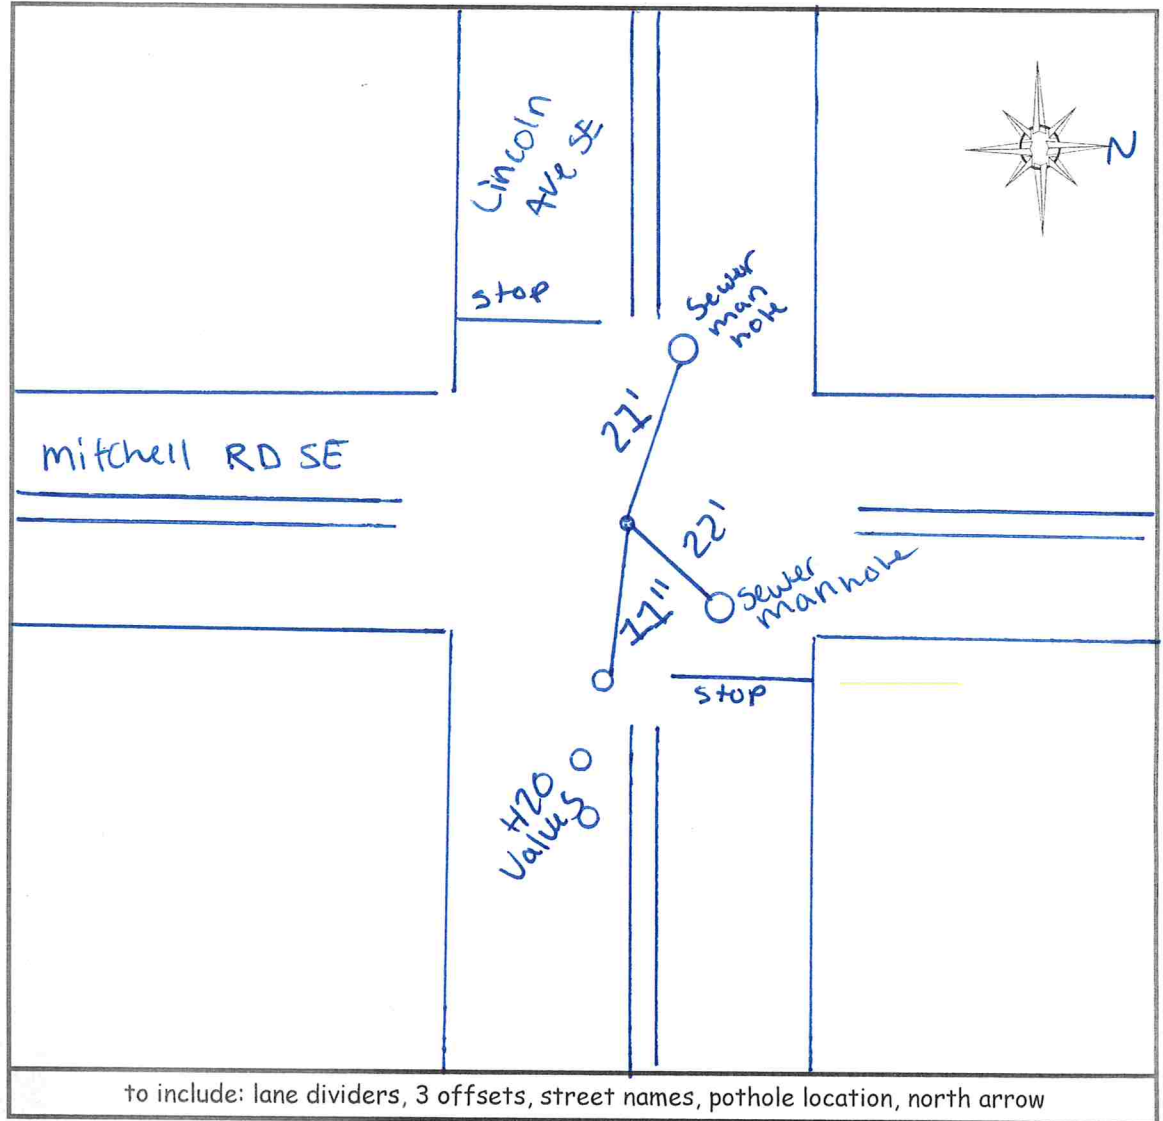 Lincoln
Ave SE
N
stop
Sewer
man
hole
27'
Mitchell RD SE
22'
Sewer
manhole
11"
stop
H20
Valves
to include: lane dividers, 3 offsets, street names, pothole location, north arrow